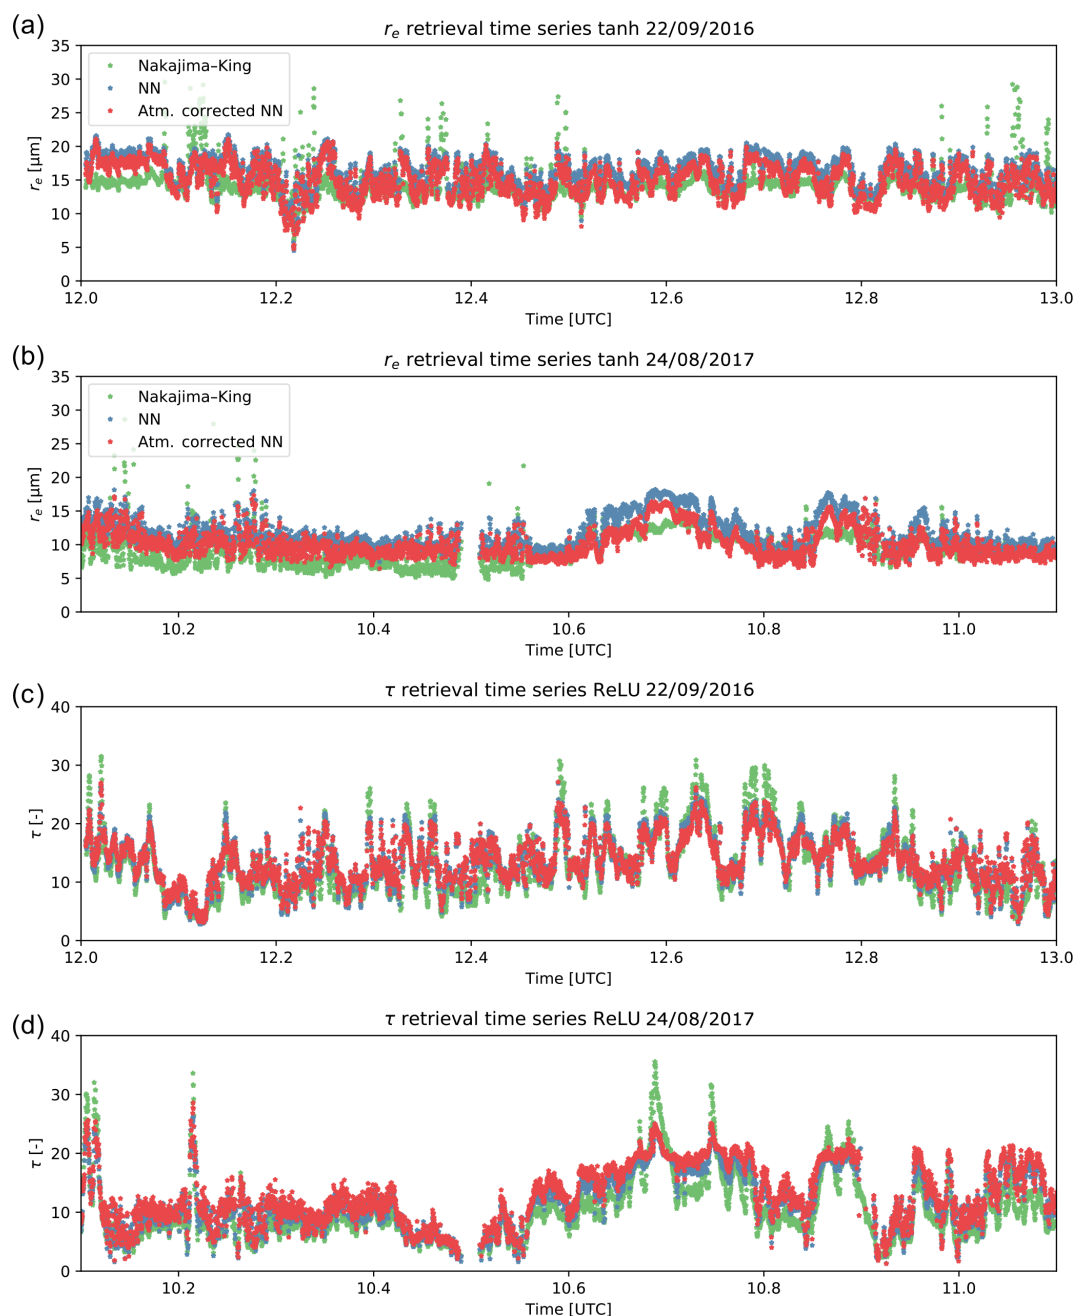 (a)
r_e retrieval time series tanh 22/09/2016
35
30
25
20
15
10
5
0
r_e [µm]
Nakajima–King
NN
Atm. corrected NN
12.0 12.2 12.4 12.6 12.8 13.0
Time [UTC]
(b)
r_e retrieval time series tanh 24/08/2017
35
30
25
20
15
10
5
0
r_e [µm]
Nakajima–King
NN
Atm. corrected NN
10.2 10.4 10.6 10.8 11.0
Time [UTC]
(c)
τ retrieval time series ReLU 22/09/2016
40
30
20
10
0
τ [-]
12.0 12.2 12.4 12.6 12.8 13.0
Time [UTC]
(d)
τ retrieval time series ReLU 24/08/2017
40
30
20
10
0
τ [-]
10.2 10.4 10.6 10.8 11.0
Time [UTC]